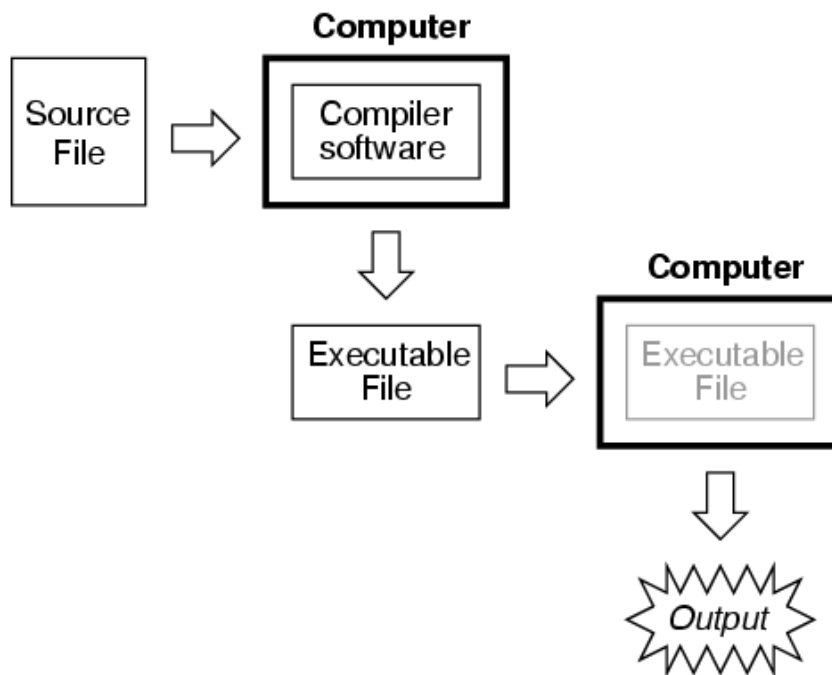 Computer
Source
File
Compiler
software
Computer
Executable
File
Executable
File
Output